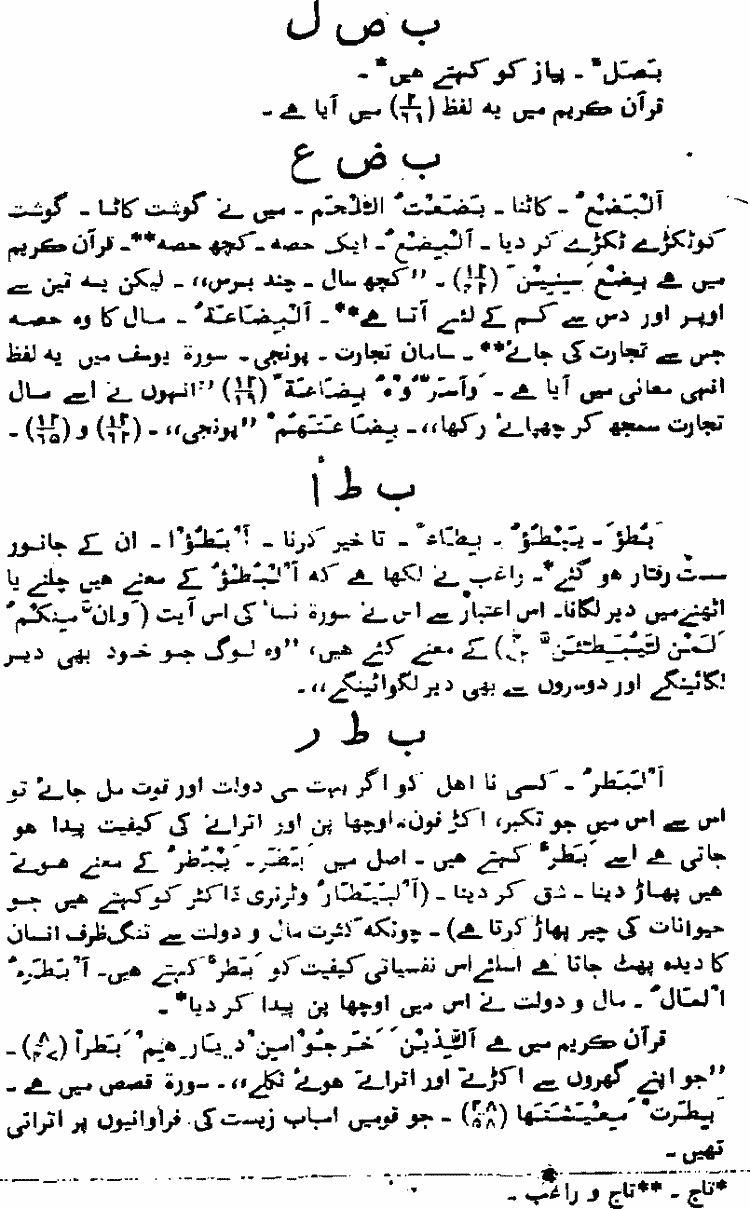 ب ص ل
بَصَلٌ ۔ پیاز کو کہتے ہیں* ۔
قرآن کریم میں یہ لفظ (۲/۶۱) میں آیا ہے ۔
ب ض ع
اَلْبَضْعُ ۔ کاٹنا ۔ بَضَعْتُ اللَّحْمَ ۔ میں نے گوشت کاٹا ۔ گوشت
کو ٹکڑے ٹکڑے کر دیا ۔ اَلْبِضْعُ ۔ ایک حصہ ۔ کچھ حصہ** ۔ قرآن کریم
میں ہے بِضْعَ سِنِیْنَ (۱۲/۴۲) ۔ ’’کچھ سال ۔ چند برس،، ۔ لیکن یہ تین سے
اوپر اور دس سے کم کے لئے آتا ہے** ۔ اَلْبِضَاعَۃُ ۔ مال کا وہ حصہ
جس سے تجارت کی جائے** ۔ سامان تجارت ۔ پونجی ۔ سورۃ یوسف میں یہ لفظ
انہی معانی میں آیا ہے ۔ وَاَسَرُّوْہُ بِضَاعَۃً (۱۲/۱۹) ’’انہوں نے اسے مال
تجارت سمجھ کر چھپائے رکھا،، ۔ بِضَاعَتَہُمْ ’’پونجی،، ۔ (۱۲/۶۲) و (۱۲/۶۵) ۔
ب ط أ
بَطُؤَ ۔ یَبْطُؤُ ۔ بِطَاءً ۔ تاخیر کرنا ۔ اَبْطَؤُا ۔ ان کے جانور
سست رفتار ہو گئے* ۔ راغب نے لکھا ہے کہ اَلْبُطْؤُ کے معنے ہیں چلنے یا
اٹھنے میں دیر لگانا۔ اس اعتبار سے اس نے سورۃ نساء کی اس آیت (وَاِنَّ مِنْکُمْ
لَمَنْ لَّیُبَطِّئَنَّ) کے معنے کئے ہیں، ’’وہ لوگ جو خود بھی دیر
لگائینگے اور دوسروں سے بھی دیر لگوائینگے،، ۔
ب ط ر
اَلْبَطَرُ ۔ کسی نا اہل کو اگر بہت سی دولت اور قوت مل جائے تو
اس سے اس میں جو تکبر، اکڑ فون، اوچھا پن اور اترانے کی کیفیت پیدا ہو
جاتی ہے اسے بَطَرٌ کہتے ہیں ۔ اصل میں بَطَرَ ۔ یَبْطُرُ کے معنے ہوتے
ہیں پھاڑ دینا ۔ شق کر دینا ۔ (اَلْبَیْطَارُ وٹرنری ڈاکٹر کو کہتے ہیں جو
حیوانات کی چیر پھاڑ کرتا ہے) ۔ چونکہ کثرت مال و دولت سے تنگ ظرف انسان
کا دیدہ پھٹ جاتا ہے اسلئے اس نفسیاتی کیفیت کو بَطَرٌ کہتے ہیں۔ اَبْطَرَہُ
الْمَالُ ۔ مال و دولت نے اس میں اوچھا پن پیدا کر دیا* ۔
قرآن کریم میں ہے اَلَّذِیْنَ خَرَجُوْا مِنْ دِیَارِہِمْ بَطَراً (۸/۴۷) ۔
’’جو اپنے گھروں سے اکڑتے اور اتراتے ہوئے نکلے،، ۔ سورۃ قصص میں ہے ۔
بَطِرَتْ مَعِیْشَتَہَا (۲۸/۵۸) ۔ جو قومیں اسباب زیست کی فراوانیوں پر اتراتی
تھیں ۔
*تاج ۔ **تاج و راغب ۔